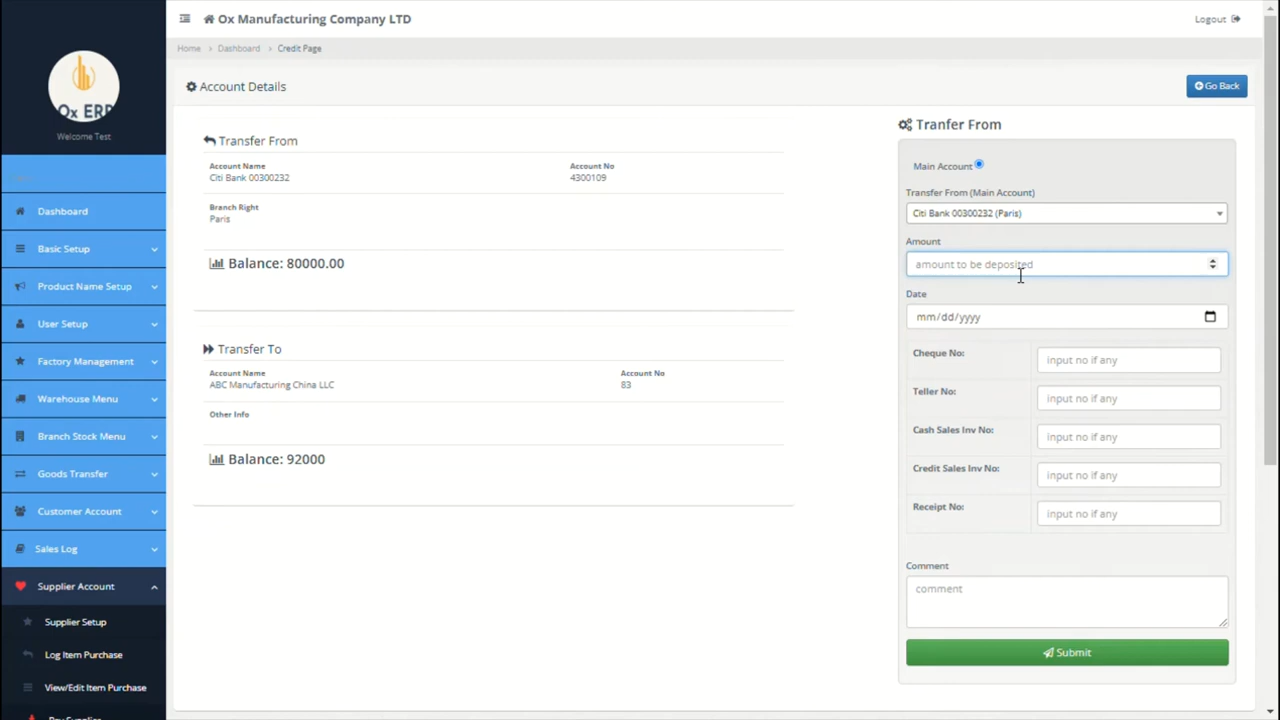 Ox Manufacturing Company LTD
Logout
Home > Dashboard > Credit Page
Ox ERP
Welcome Test
Dashboard
Basic Setup
Product Name Setup
User Setup
Factory Management
Warehouse Menu
Branch Stock Menu
Goods Transfer
Customer Account
Sales Log
Supplier Account
Supplier Setup
Log Item Purchase
View/Edit Item Purchase
Pay Supplier
Account Details
Go Back
Transfer From
Account Name
Account No
Citi Bank 00300232
4300109
Branch Right
Paris
Balance: 80000.00
Transfer To
Account Name
Account No
ABC Manufacturing China LLC
83
Other Info
Balance: 92000
Tranfer From
Main Account
Transfer From (Main Account)
Citi Bank 00300232 (Paris)
Amount
amount to be deposited
Date
mm/dd/yyyy
Cheque No: input no if any
Teller No: input no if any
Cash Sales Inv No: input no if any
Credit Sales Inv No: input no if any
Receipt No: input no if any
Comment
comment
Submit